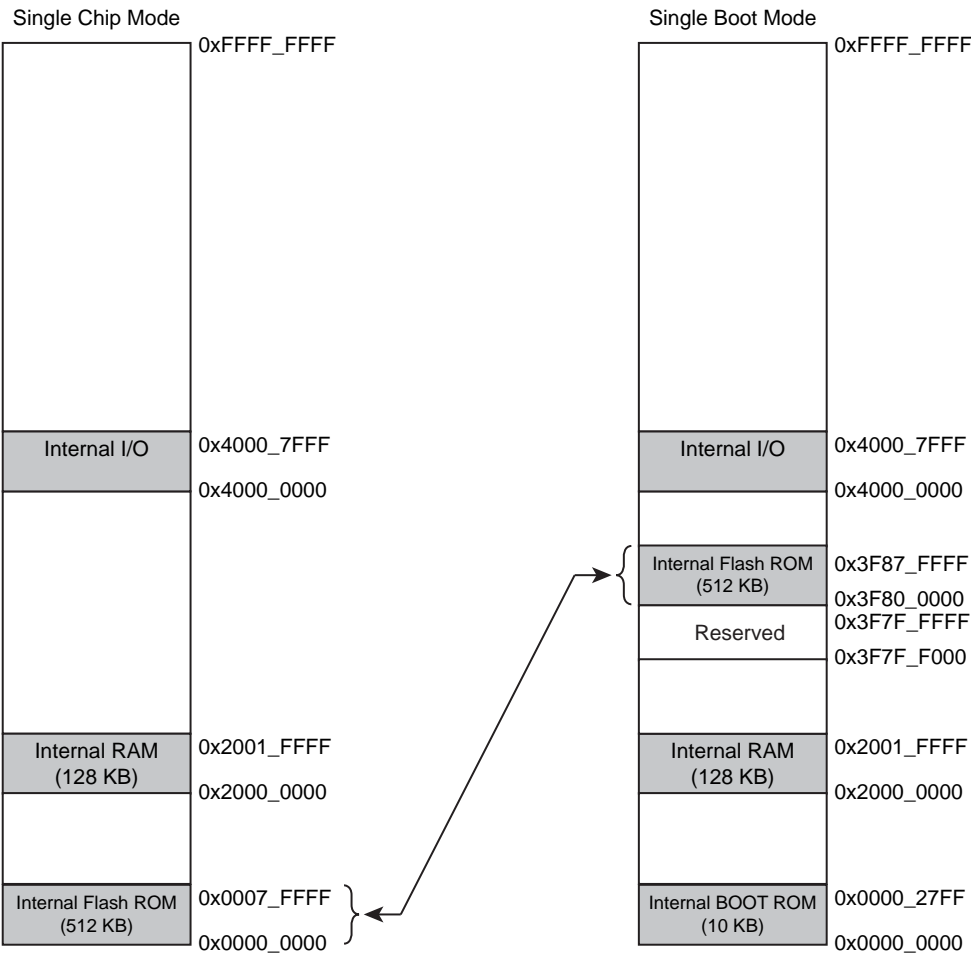 Single Chip Mode
0xFFFF_FFFF
Internal I/O
0x4000_7FFF
0x4000_0000
Internal RAM
(128 KB)
0x2001_FFFF
0x2000_0000
Internal Flash ROM
(512 KB)
0x0007_FFFF
0x0000_0000
Single Boot Mode
0xFFFF_FFFF
Internal I/O
0x4000_7FFF
0x4000_0000
Internal Flash ROM
(512 KB)
0x3F87_FFFF
0x3F80_0000
Reserved
0x3F7F_FFFF
0x3F7F_F000
Internal RAM
(128 KB)
0x2001_FFFF
0x2000_0000
Internal BOOT ROM
(10 KB)
0x0000_27FF
0x0000_0000